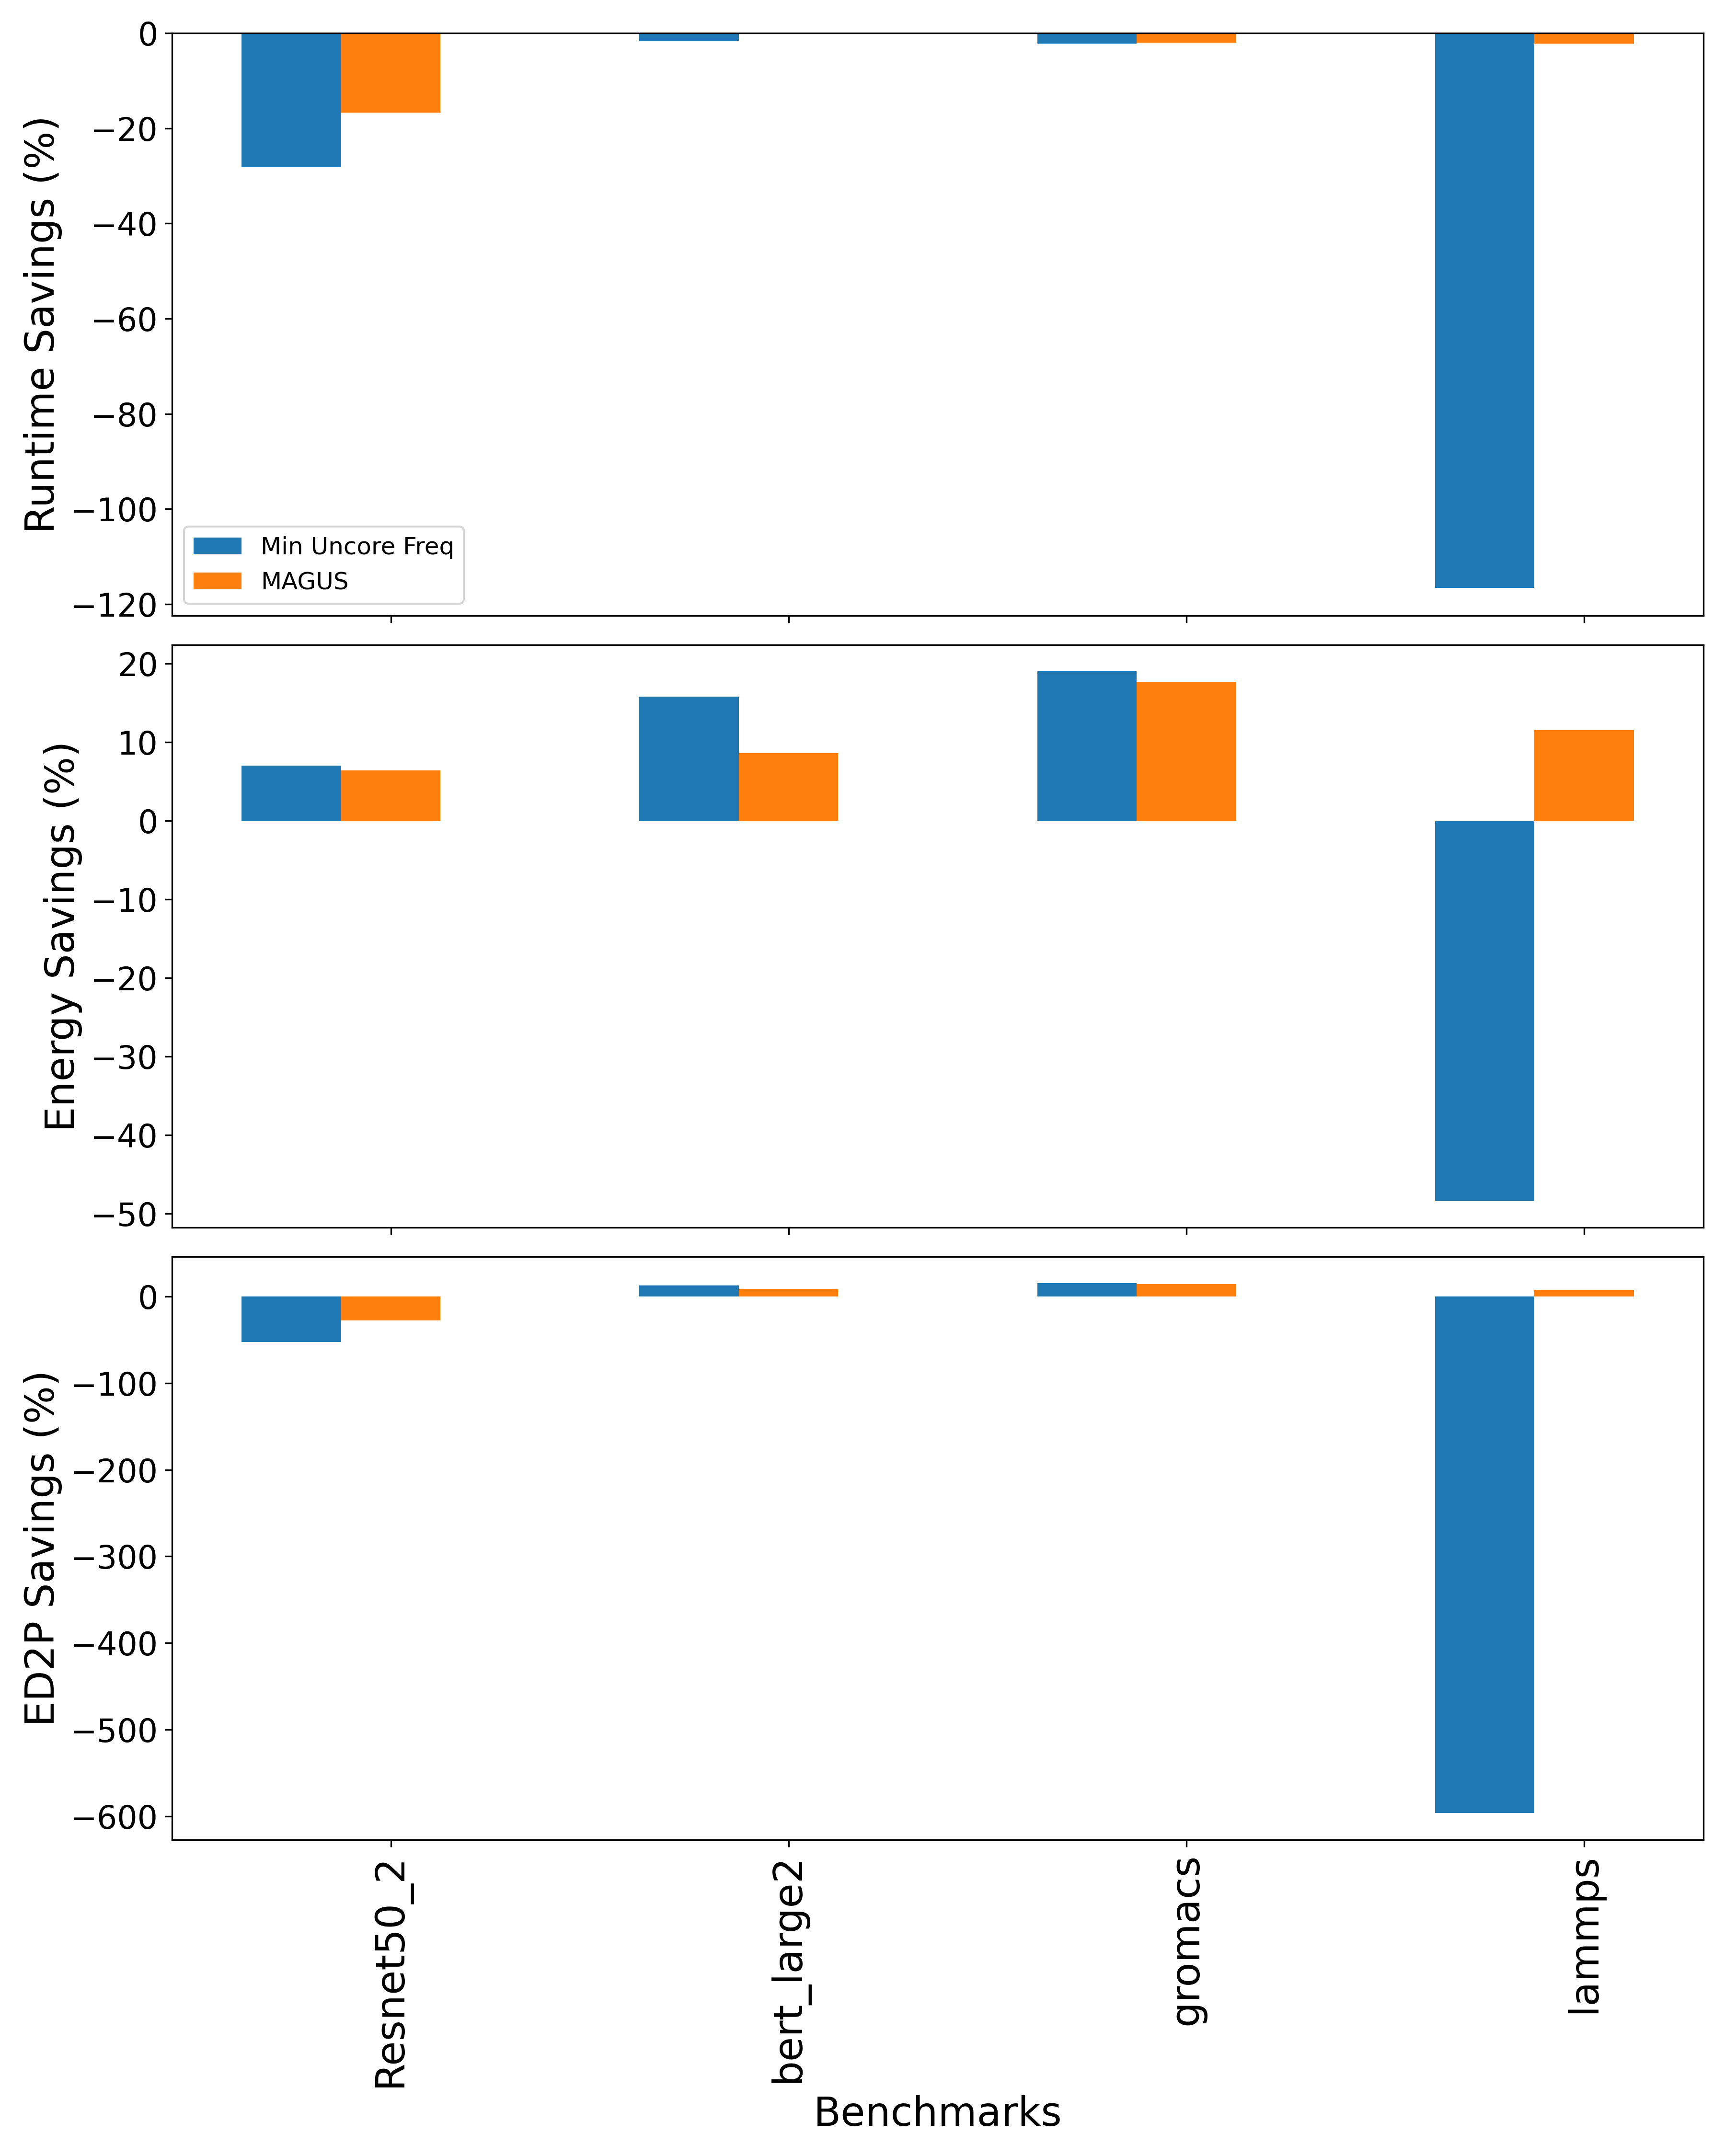 Runtime Savings (%)
0
−20
−40
−60
−80
−100
−120
Min Uncore Freq
MAGUS
Energy Savings (%)
20
10
0
−10
−20
−30
−40
−50
ED2P Savings (%)
0
−100
−200
−300
−400
−500
−600
Resnet50_2
bert_large2
gromacs
lammps
Benchmarks